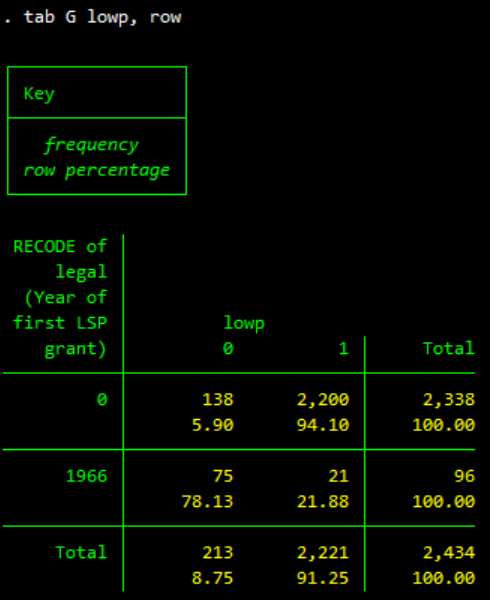 . tab G lowp, row
Key
frequency
row percentage
RECODE of
legal
(Year of
first LSP lowp
grant) 0 1 Total
0 138 2,200 2,338
5.90 94.10 100.00
1966 75 21 96
78.13 21.88 100.00
Total 213 2,221 2,434
8.75 91.25 100.00